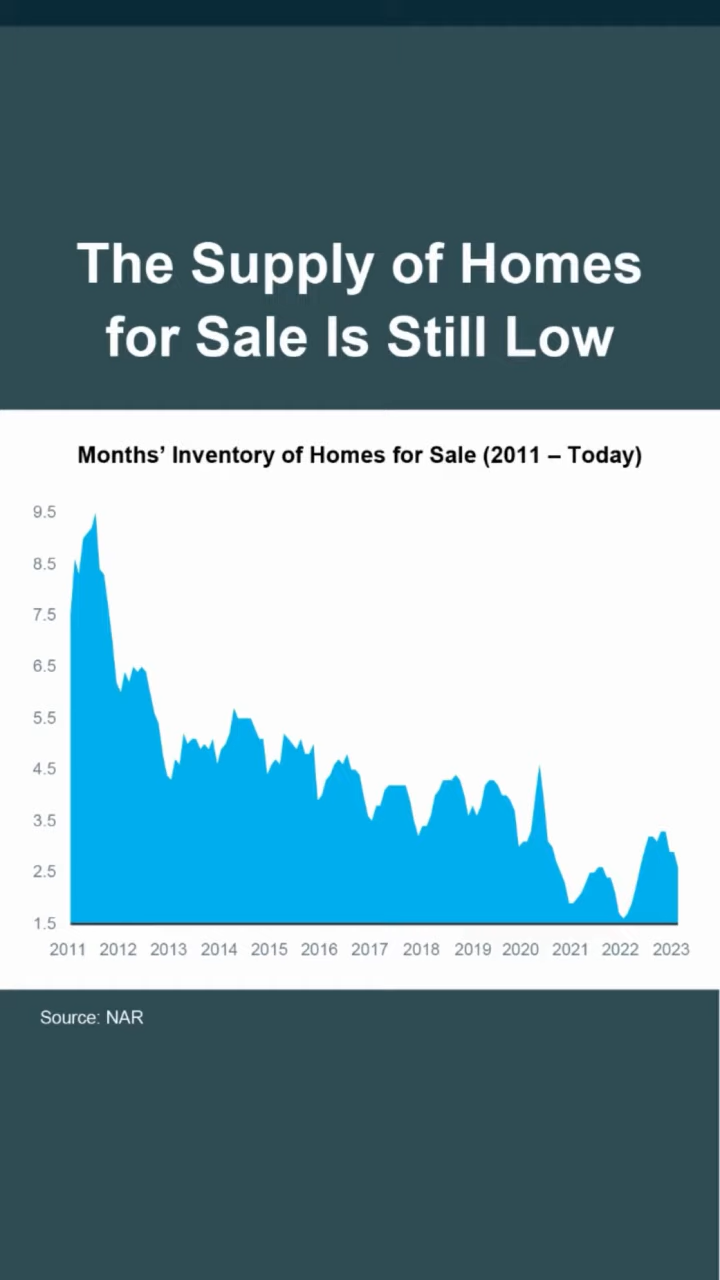 The Supply of Homes
for Sale Is Still Low
Months’ Inventory of Homes for Sale (2011 – Today)
9.5
8.5
7.5
6.5
5.5
4.5
3.5
2.5
1.5
2011 2012 2013 2014 2015 2016 2017 2018 2019 2020 2021 2022 2023
Source: NAR